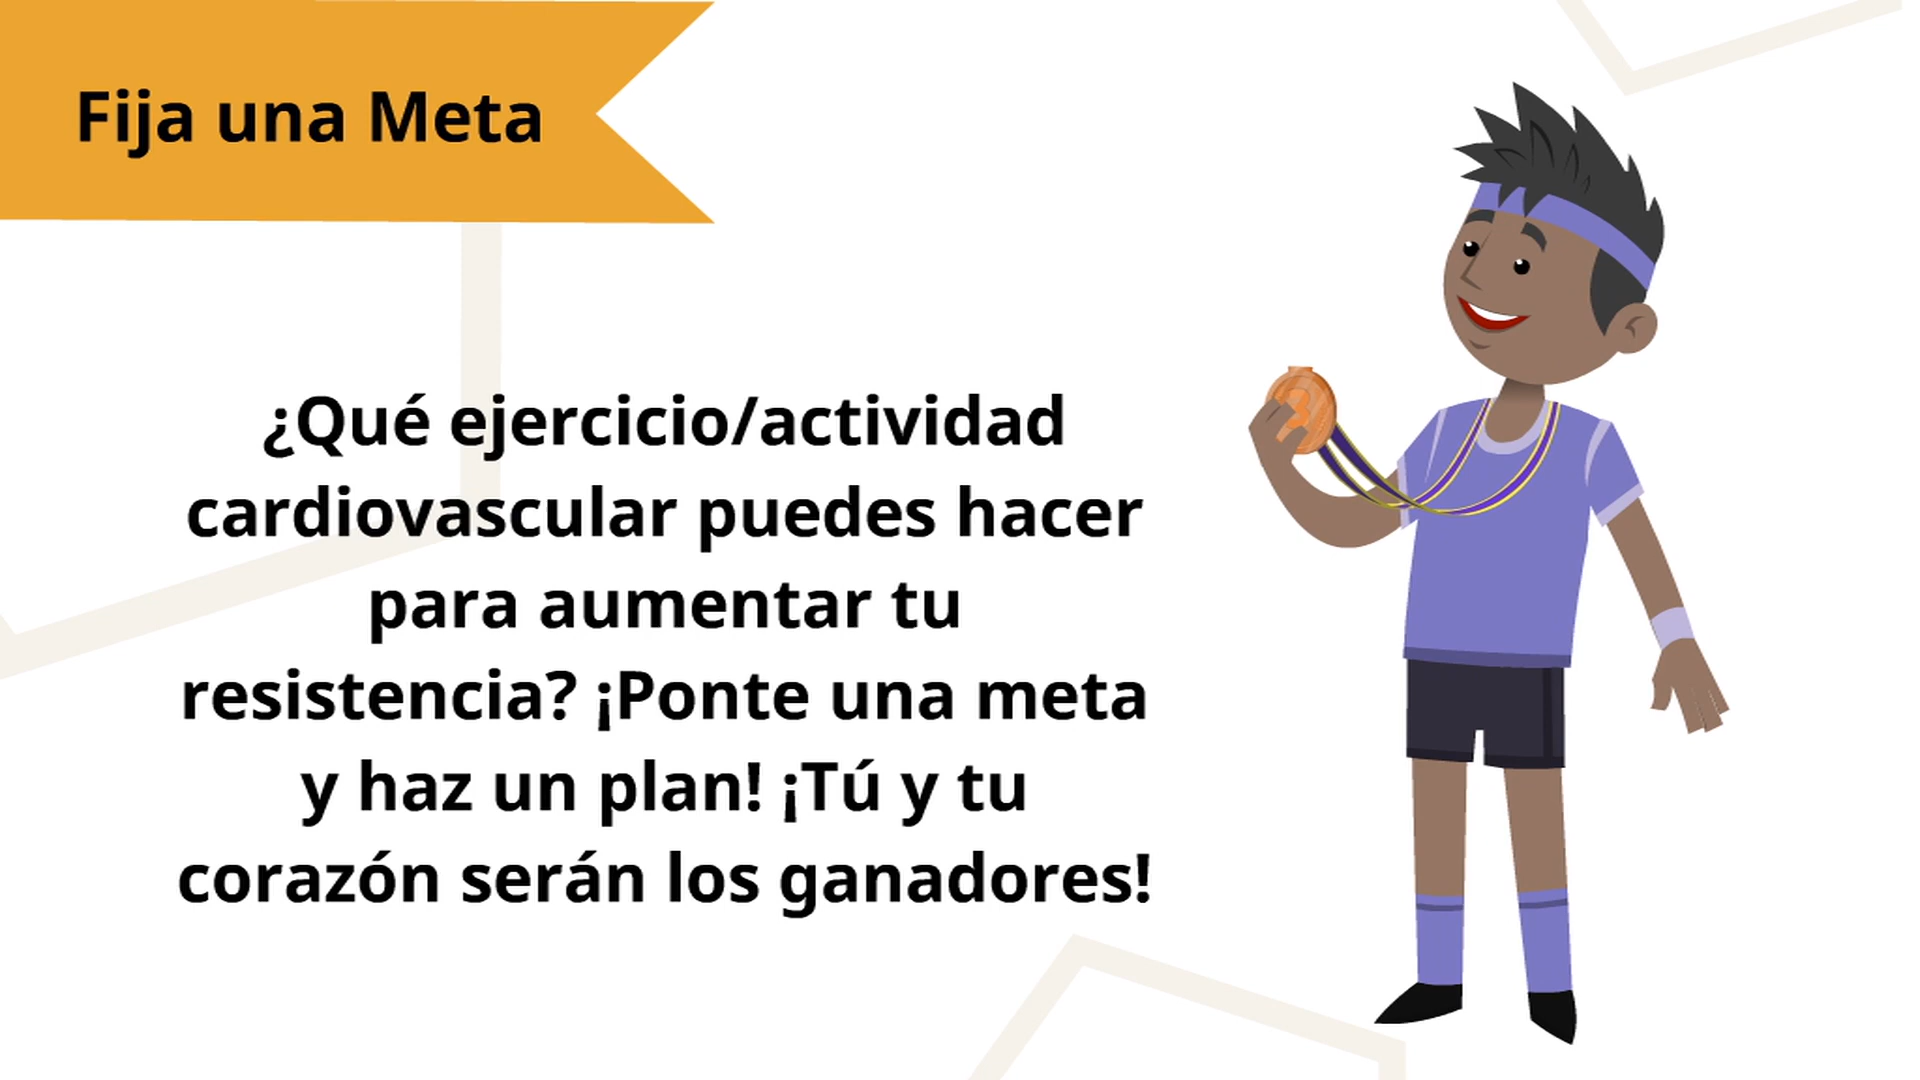 Fija una Meta
¿Qué ejercicio/actividad
cardiovascular puedes hacer
para aumentar tu
resistencia? ¡Ponte una meta
y haz un plan! ¡Tú y tu
corazón serán los ganadores!
3